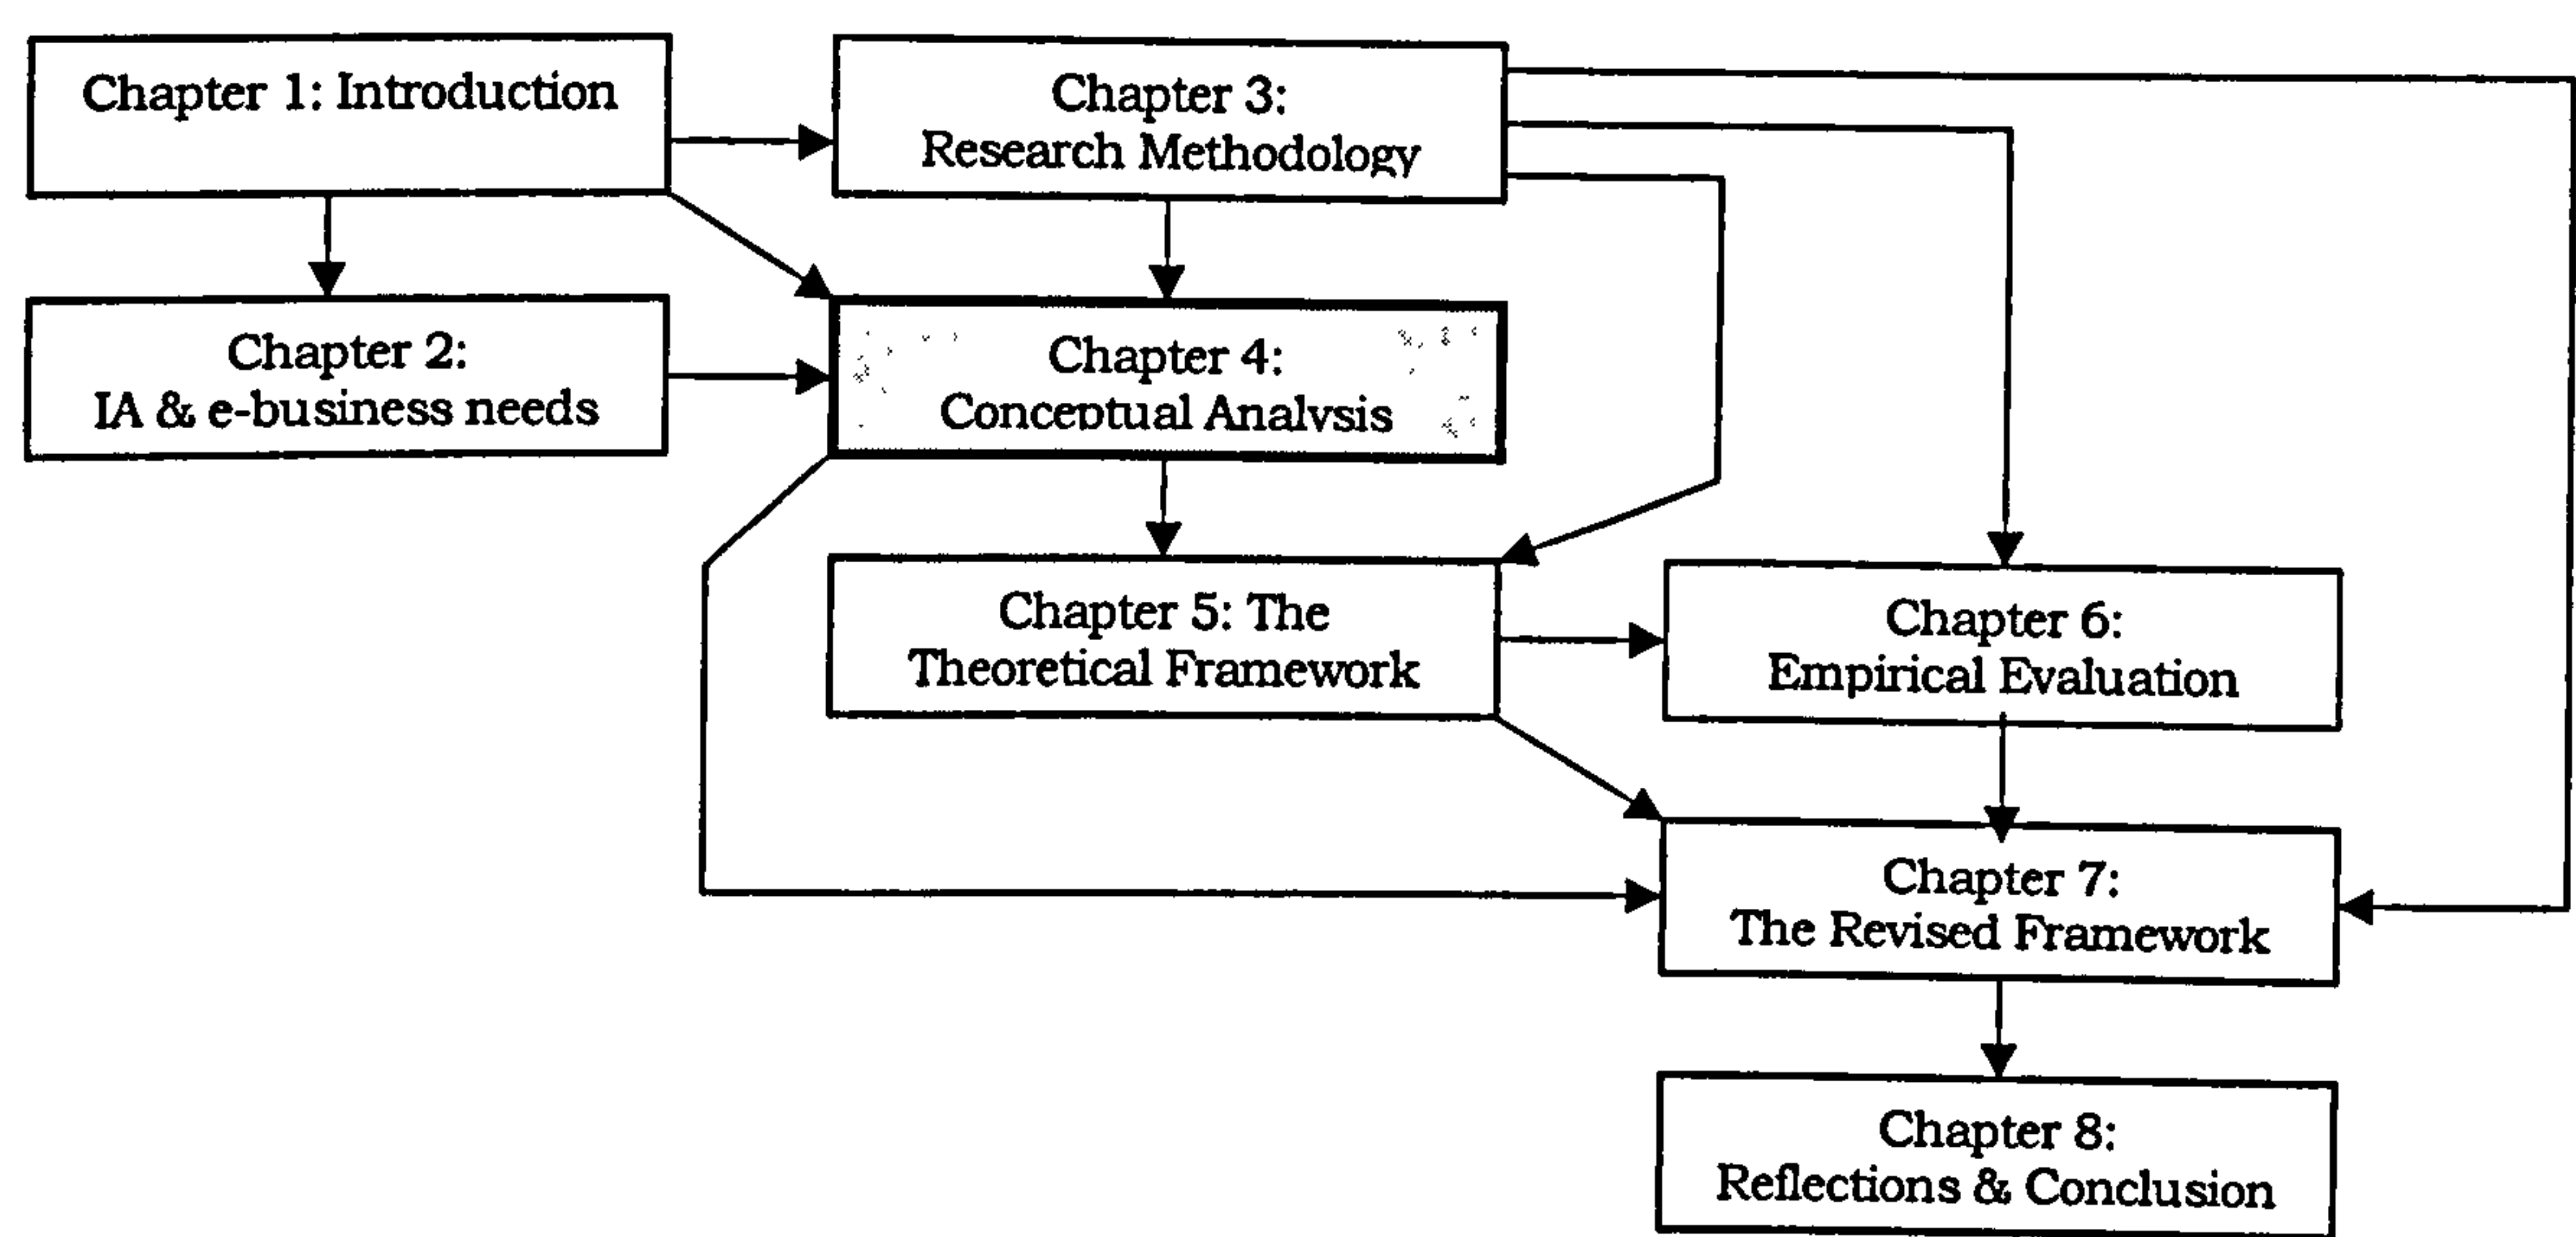 Chapter 1: Introduction
Chapter 3:
Research Methodology
Chapter 2:
IA & e-business needs
Chapter 4:
Conceptual Analysis
Chapter 5: The
Theoretical Framework
Chapter 6:
Empirical Evaluation
Chapter 7:
The Revised Framework
Chapter 8:
Reflections & Conclusion